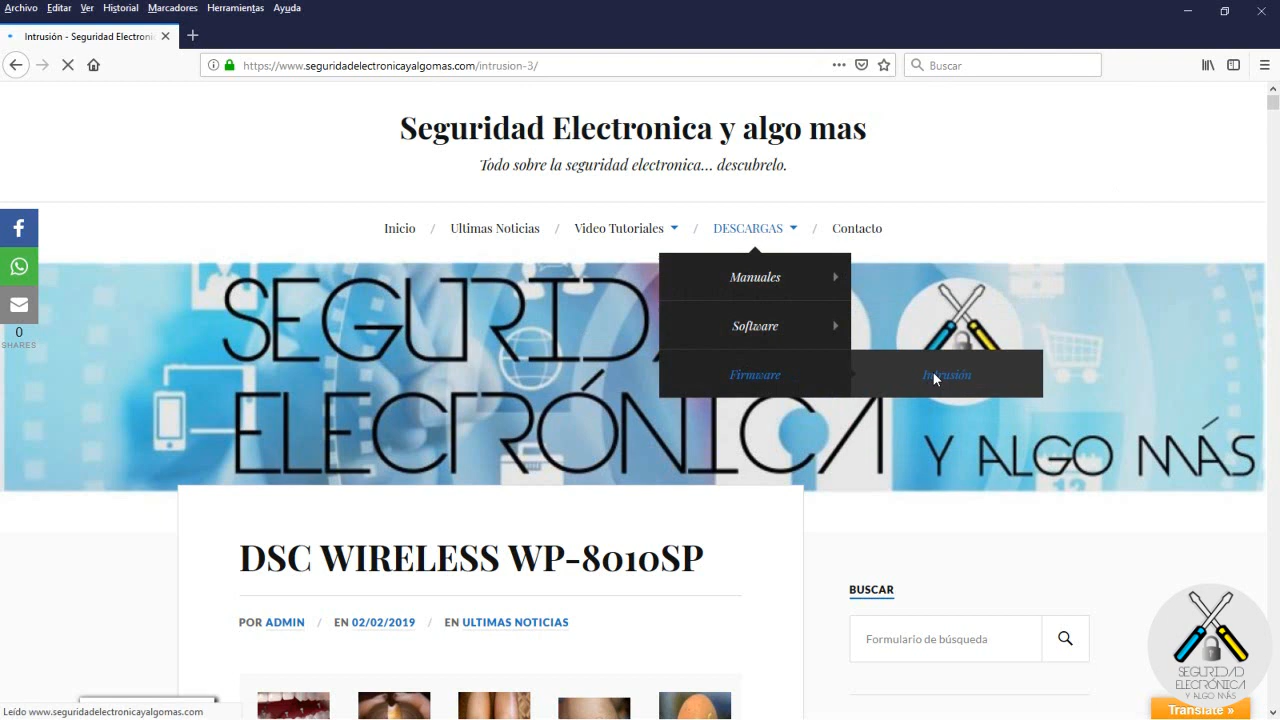 Archivo Editar Ver Historial Marcadores Herramientas Ayuda
Intrusión - Seguridad Electroni
https://www.seguridadelectronicayalgomas.com/intrusion-3/
Buscar
Seguridad Electronica y algo mas
Todo sobre la seguridad electronica... descubrelo.
Inicio / Ultimas Noticias / Video Tutoriales / DESCARGAS / Contacto
Manuales
Software
Firmware
Intrusión
SEGURIDA
ELECTRÓNICA
Y ALGO MÁS
0
SHARES
DSC WIRELESS WP-8010SP
POR ADMIN / EN 02/02/2019 / EN ULTIMAS NOTICIAS
BUSCAR
Formulario de búsqueda
SEGURIDAD
ELECTRÓNICA
Y ALGO MÁS
Translate »
Leído www.seguridadelectronicayalgomas.com